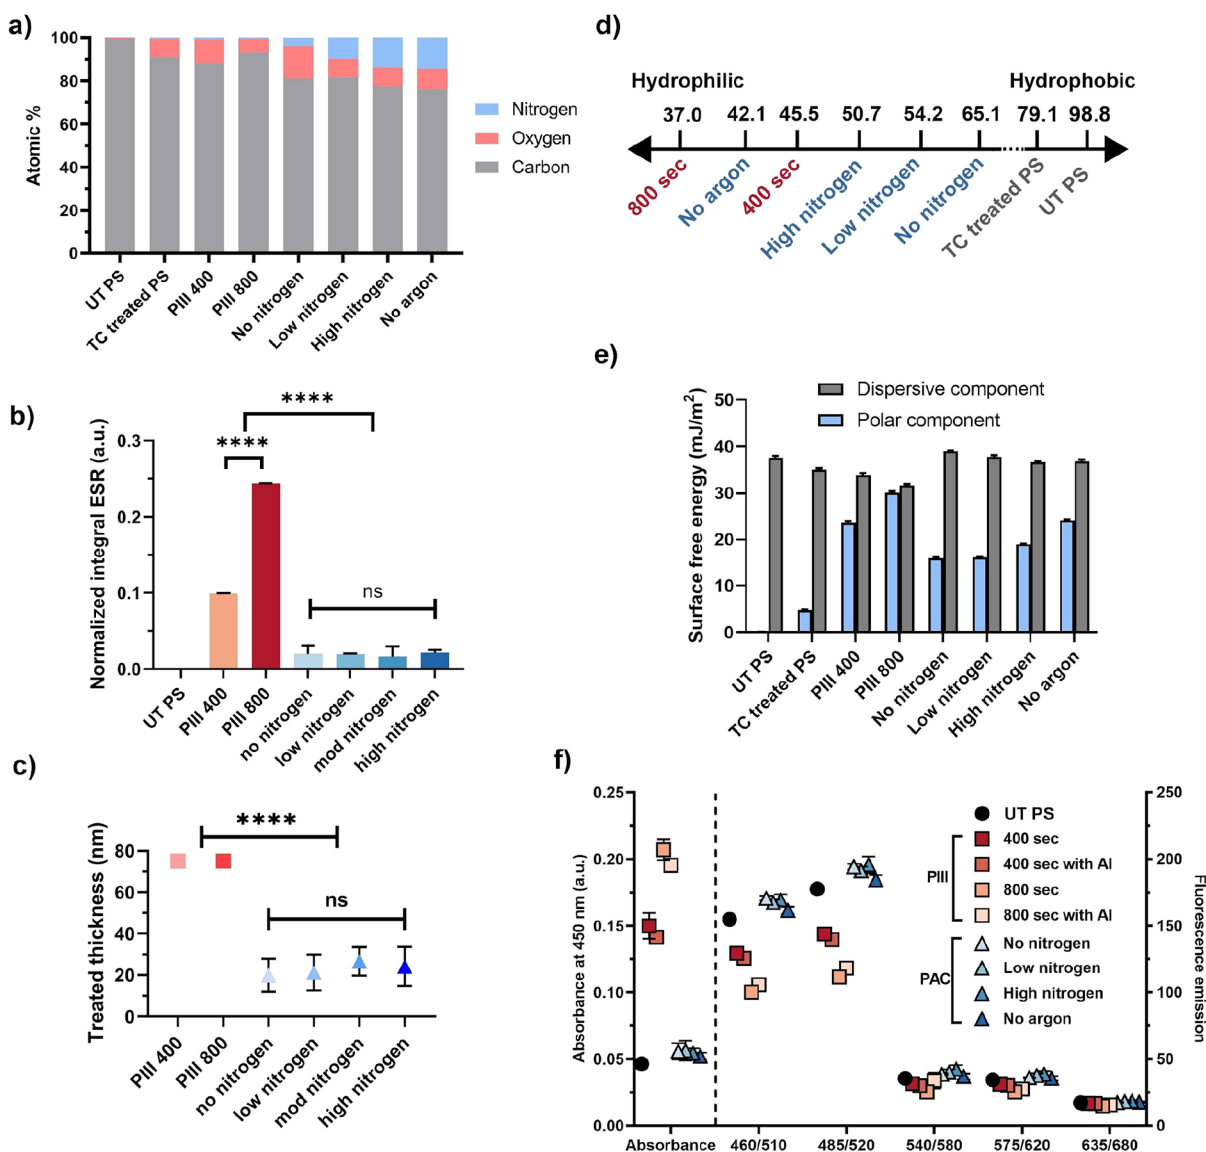 a)
Atomic %
100
80
60
40
20
0
UT PS
TC treated PS
PIII 400
PIII 800
No nitrogen
Low nitrogen
High nitrogen
No argon
Nitrogen
Oxygen
Carbon
b)
Normalized integral ESR (a.u.)
0.3
0.2
0.1
0.0
****
****
ns
UT PS
PIII 400
PIII 800
no nitrogen
low nitrogen
mod nitrogen
high nitrogen
c)
Treated thickness (nm)
80
60
40
20
0
****
ns
PIII 400
PIII 800
no nitrogen
low nitrogen
mod nitrogen
high nitrogen
d)
Hydrophilic
Hydrophobic
37.0 42.1 45.5 50.7 54.2 65.1 79.1 98.8
800 sec
No argon
400 sec
High nitrogen
Low nitrogen
No nitrogen
TC treated PS
UT PS
e)
Surface free energy (mJ/m²)
50
40
30
20
10
0
Dispersive component
Polar component
UT PS
TC treated PS
PIII 400
PIII 800
No nitrogen
Low nitrogen
High nitrogen
No argon
f)
Absorbance at 450 nm (a.u.)
0.25
0.20
0.15
0.10
0.05
0.00
Absorbance
460/510
485/520
540/580
575/620
635/680
UT PS
PIII
400 sec
400 sec with Al
800 sec
800 sec with Al
PAC
No nitrogen
Low nitrogen
High nitrogen
No argon
250
200
150
100
50
0
Fluorescence emission